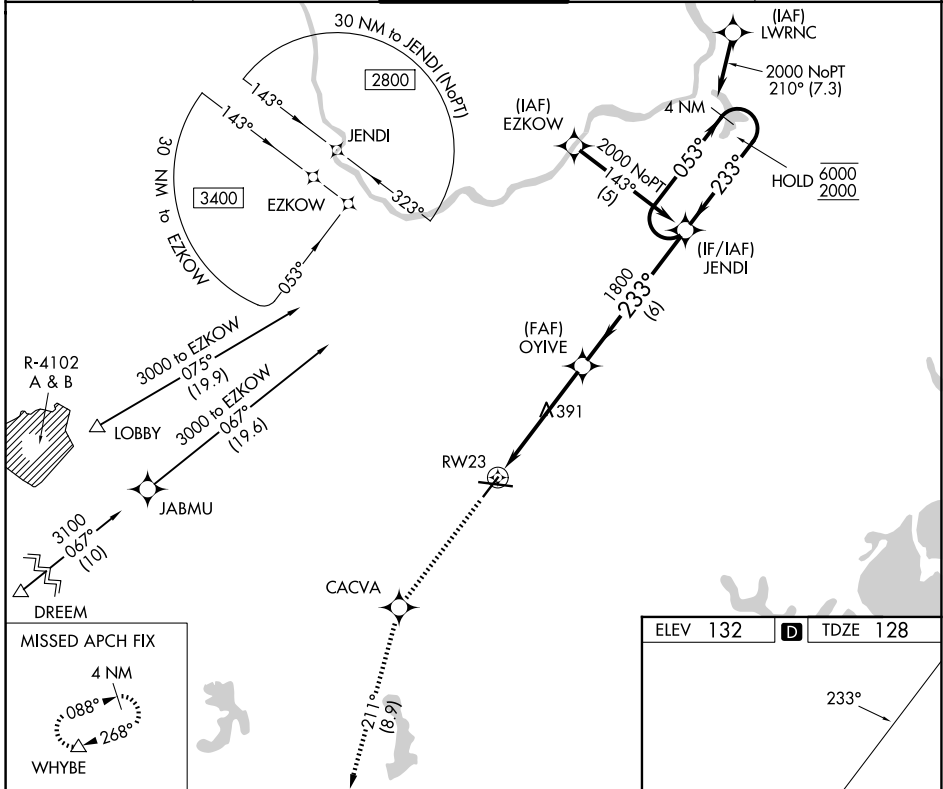 30 NM to JENDI (NoPT)
2800
143°
JENDI
323°
143°
30 NM to EZKOW
3400
EZKOW
053°
(IAF)
LWRNC
2000 NoPT
210° (7.3)
4 NM
(IAF)
EZKOW
2000 NoPT
143°
(5)
053°
233°
HOLD 6000
2000
(IF/IAF)
JENDI
1800
233°
(6)
(FAF)
OYIVE
391
RW23
3000 to EZKOW
075°
(19.9)
LOBBY
R-4102
A & B
3000 to EZKOW
067°
(19.6)
JABMU
3100
067°
(10)
DREEM
CACVA
211°
(8.9)
MISSED APCH FIX
4 NM
088°
268°
WHYBE
ELEV 132 D TDZE 128
233°